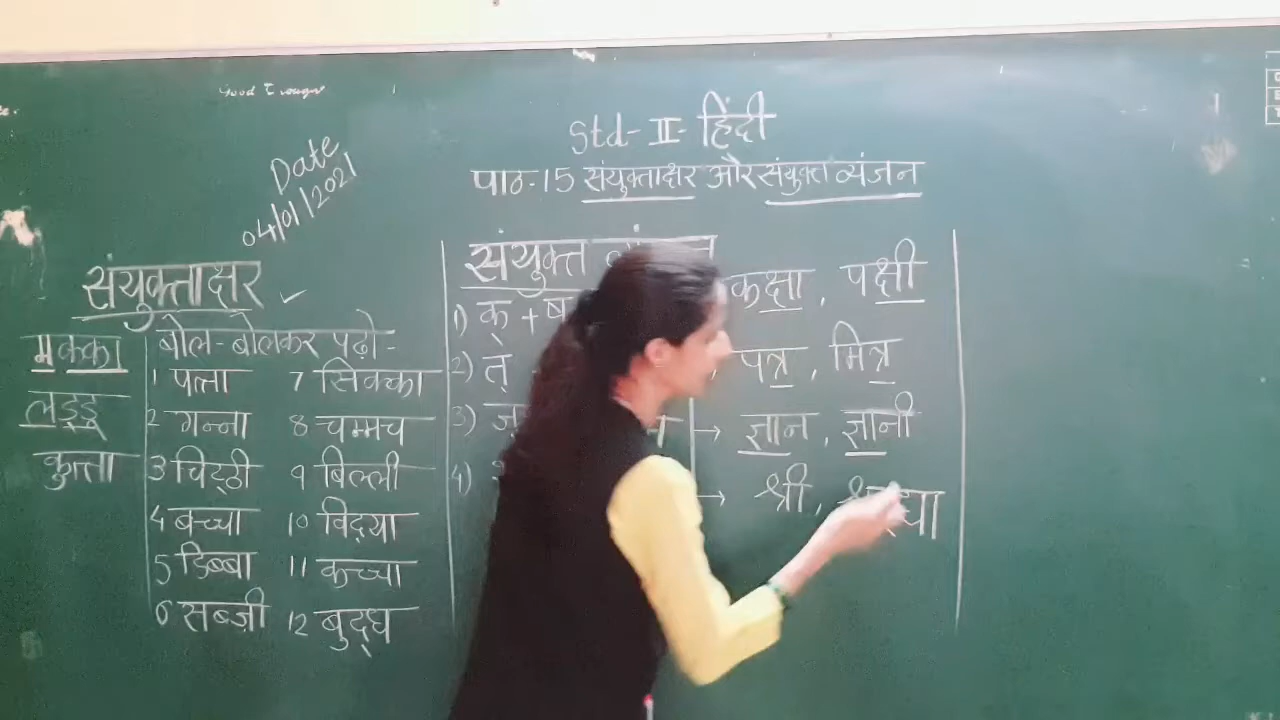 Std- II- हिंदी
पाठ-15 संयुक्ताक्षर और संयुक्त व्यंजन
Date
04/01/2021
संयुक्ताक्षर ✓
मक्का
लड्डू
कुत्ता
बोल-बोलकर पढ़ो-
1 पत्ता
2 गन्ना
3 चिट्ठी
4 बच्चा
5 डिब्बा
6 सब्ज़ी
7 सिक्का
8 चम्मच
9 बिल्ली
10 विद्या
11 कच्चा
12 बुद्ध
संयुक्त
1) क् + ष कक्षा, पक्षी
2) त् , पत्र, मित्र
3) ज् → ज्ञान, ज्ञानी
4) → श्री,